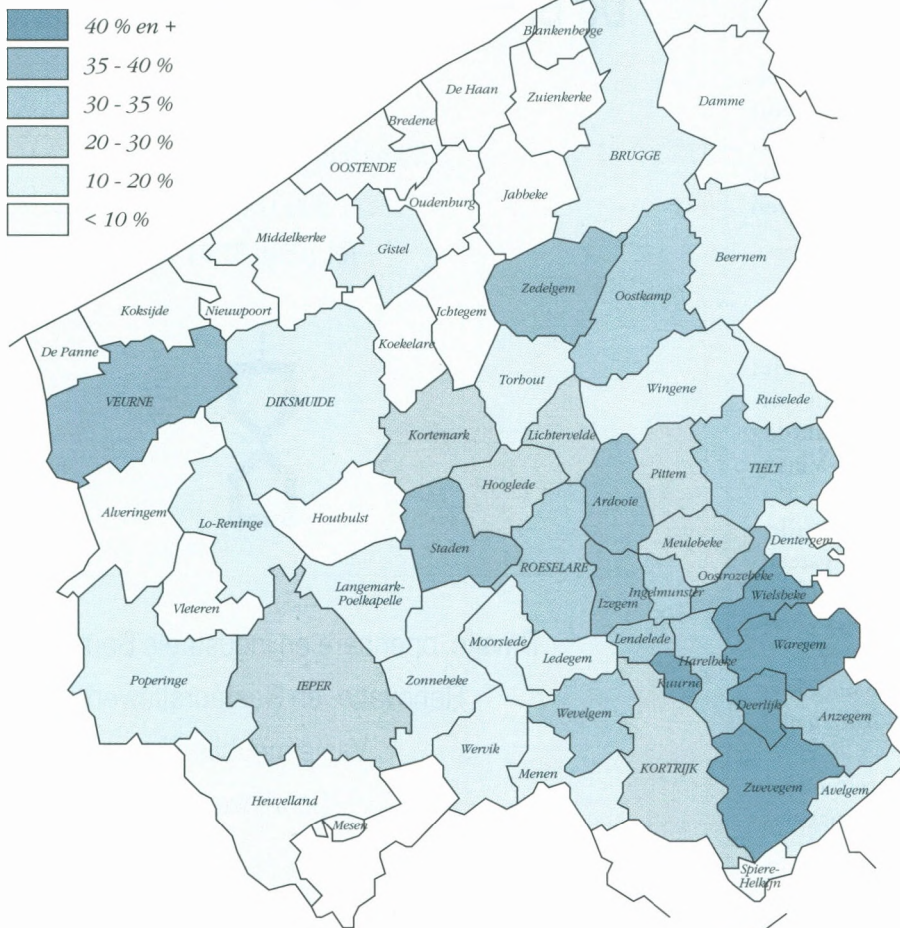 40 % en +
35 - 40 %
30 - 35 %
20 - 30 %
10 - 20 %
< 10 %
Blankenberge
De Haan
Zuienkerke
Damme
Bredene
BRUGGE
OOSTENDE
Jabbeke
Oudenburg
Middelkerke
Gistel
Beernem
Zedelgem
Oostkamp
Koksijde
Nieuwpoort
Ichtegem
Koekelare
De Panne
Torhout
Wingene
VEURNE
DIKSMUIDE
Ruiselede
Kortemark
Lichtervelde
Pittem
TIELT
Hooglede
Ardooie
Alveringem
Lo-Reninge
Houthulst
Staden
Meulebeke
Dentergem
ROESELARE
Oostrozebeke
Langemark-
Poelkapelle
Izegem
Ingelmunster
Wielsbeke
Vleteren
Moorslede
Lendelede
Waregem
Ledegem
Harelbeke
Poperinge
IEPER
Zonnebeke
Kuurne
Wevelgem
Deerlijk
Anzegem
Wervik
Menen
KORTRIJK
Zwevegem
Avelgem
Heuvelland
Mesen
Spiere-
Helkijn